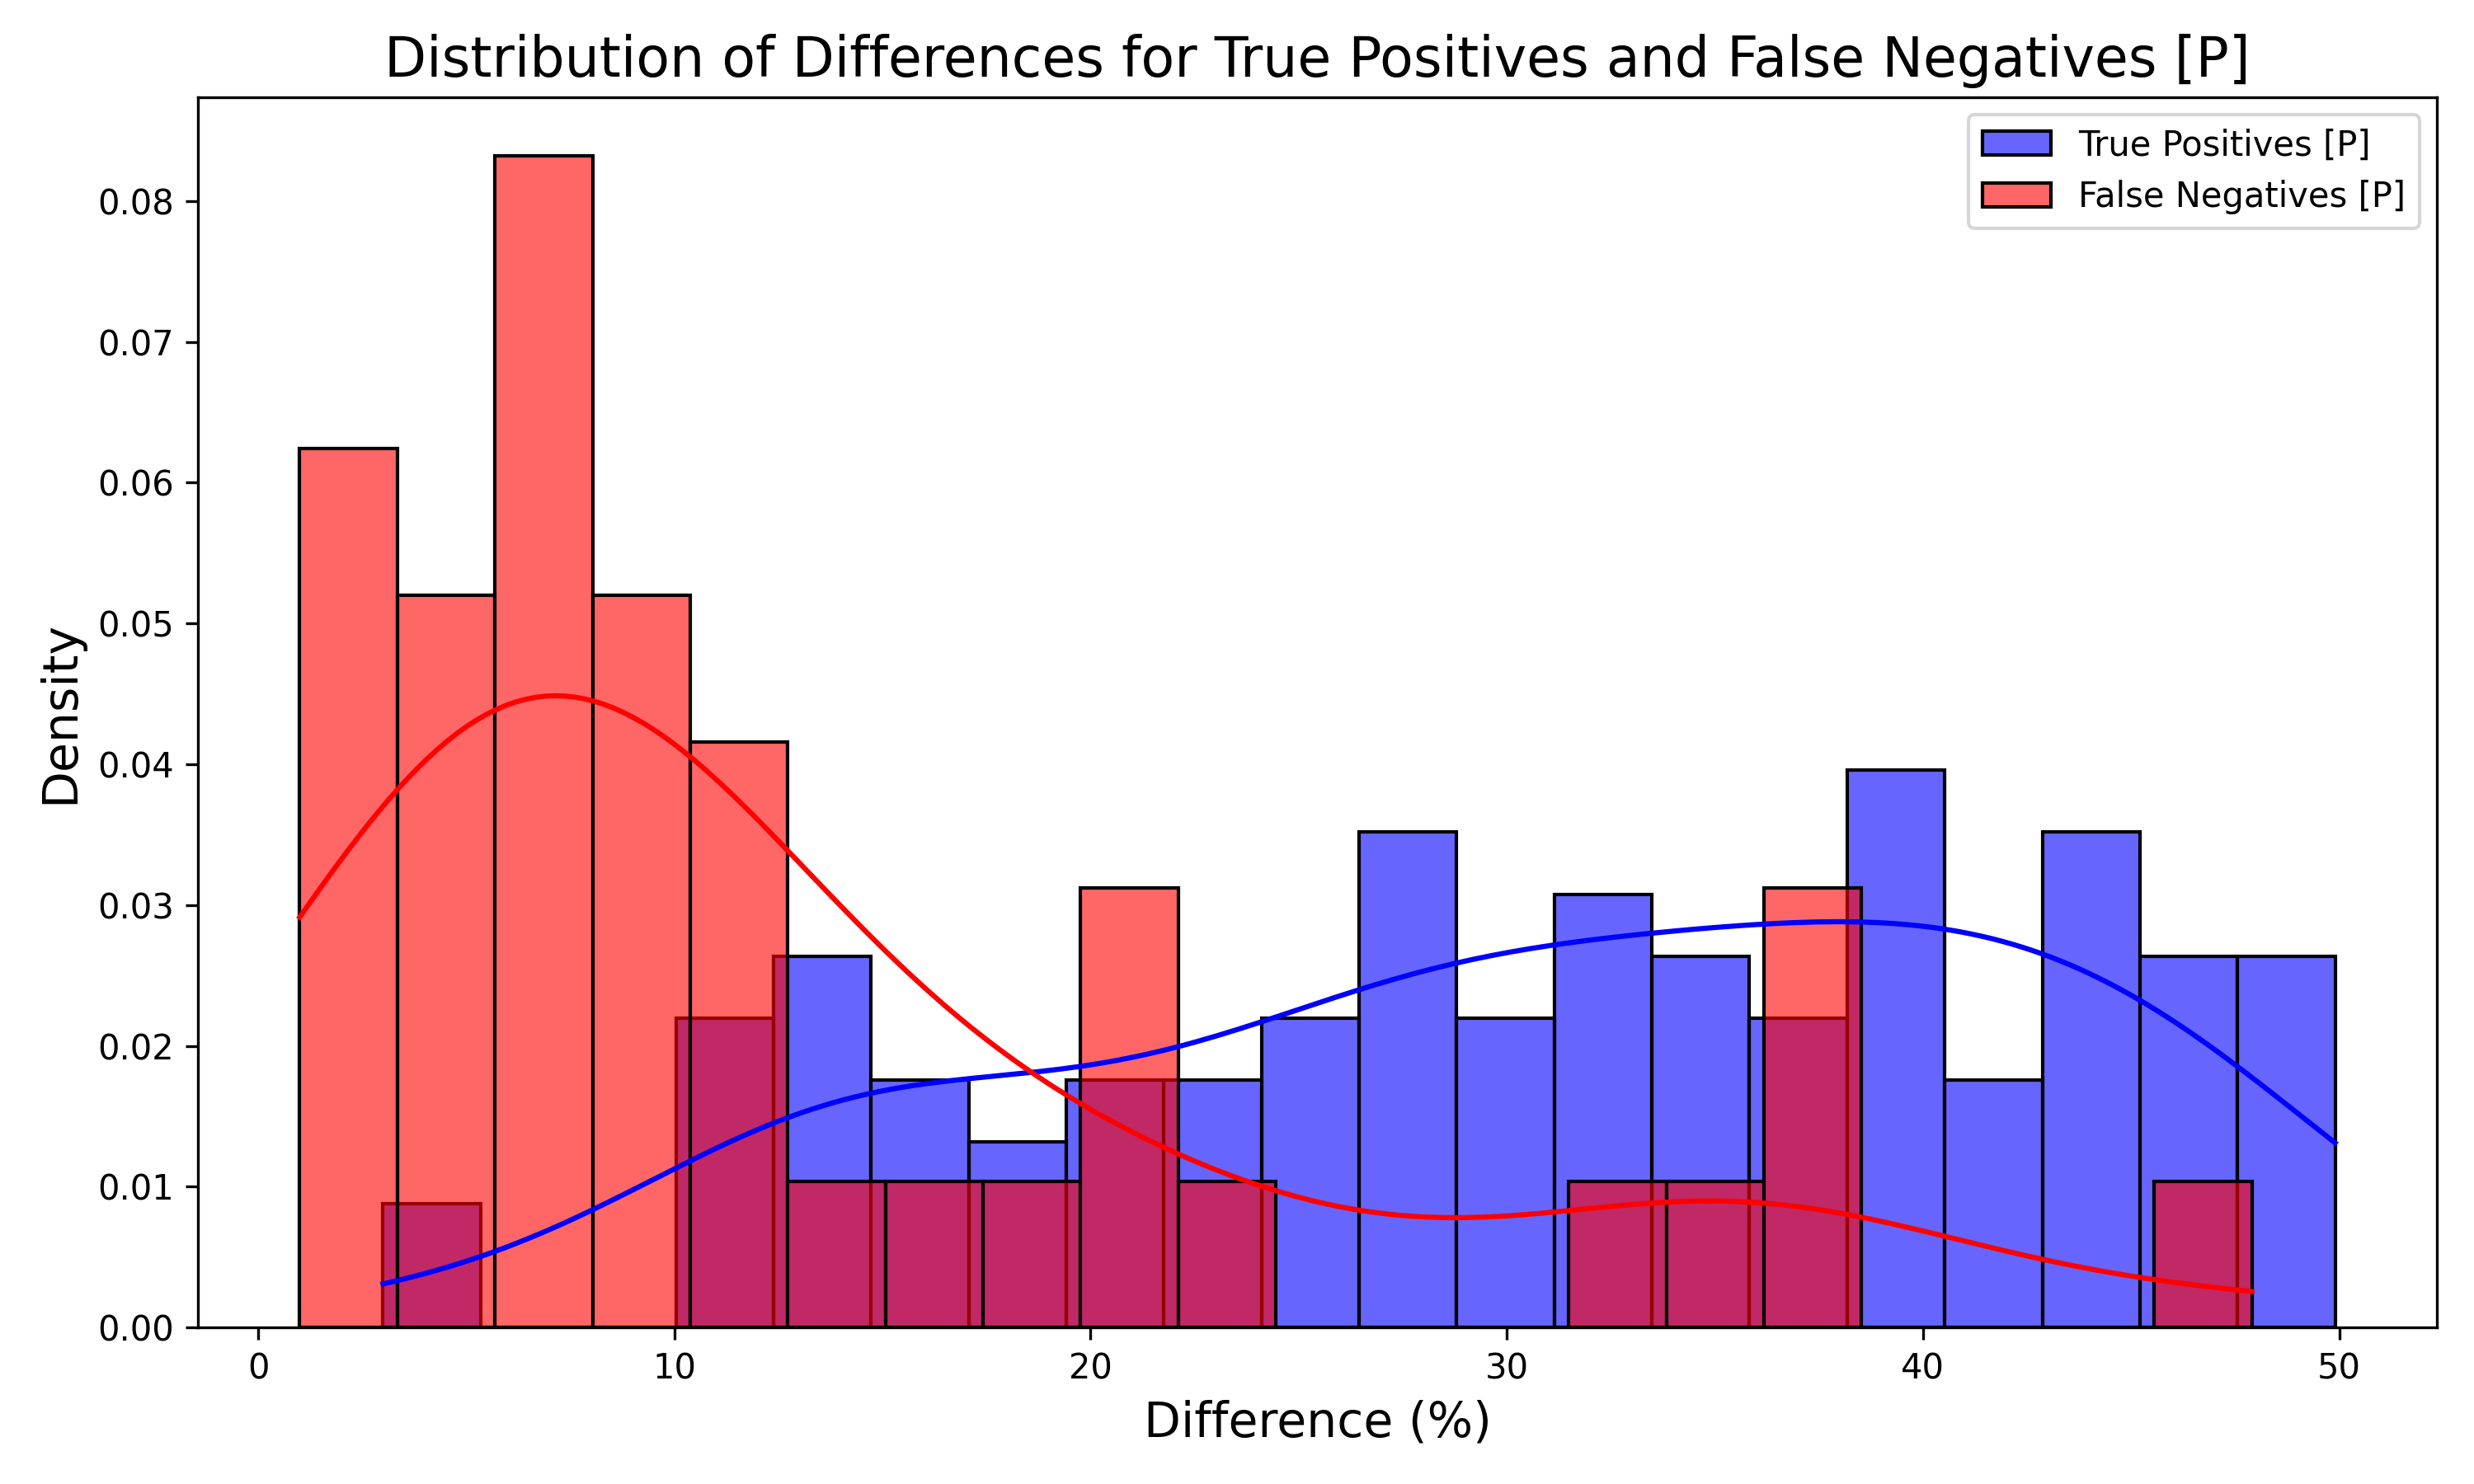 Distribution of Differences for True Positives and False Negatives [P]
True Positives [P]
False Negatives [P]
Density
0.08
0.07
0.06
0.05
0.04
0.03
0.02
0.01
0.00
0 10 20 30 40 50
Difference (%)